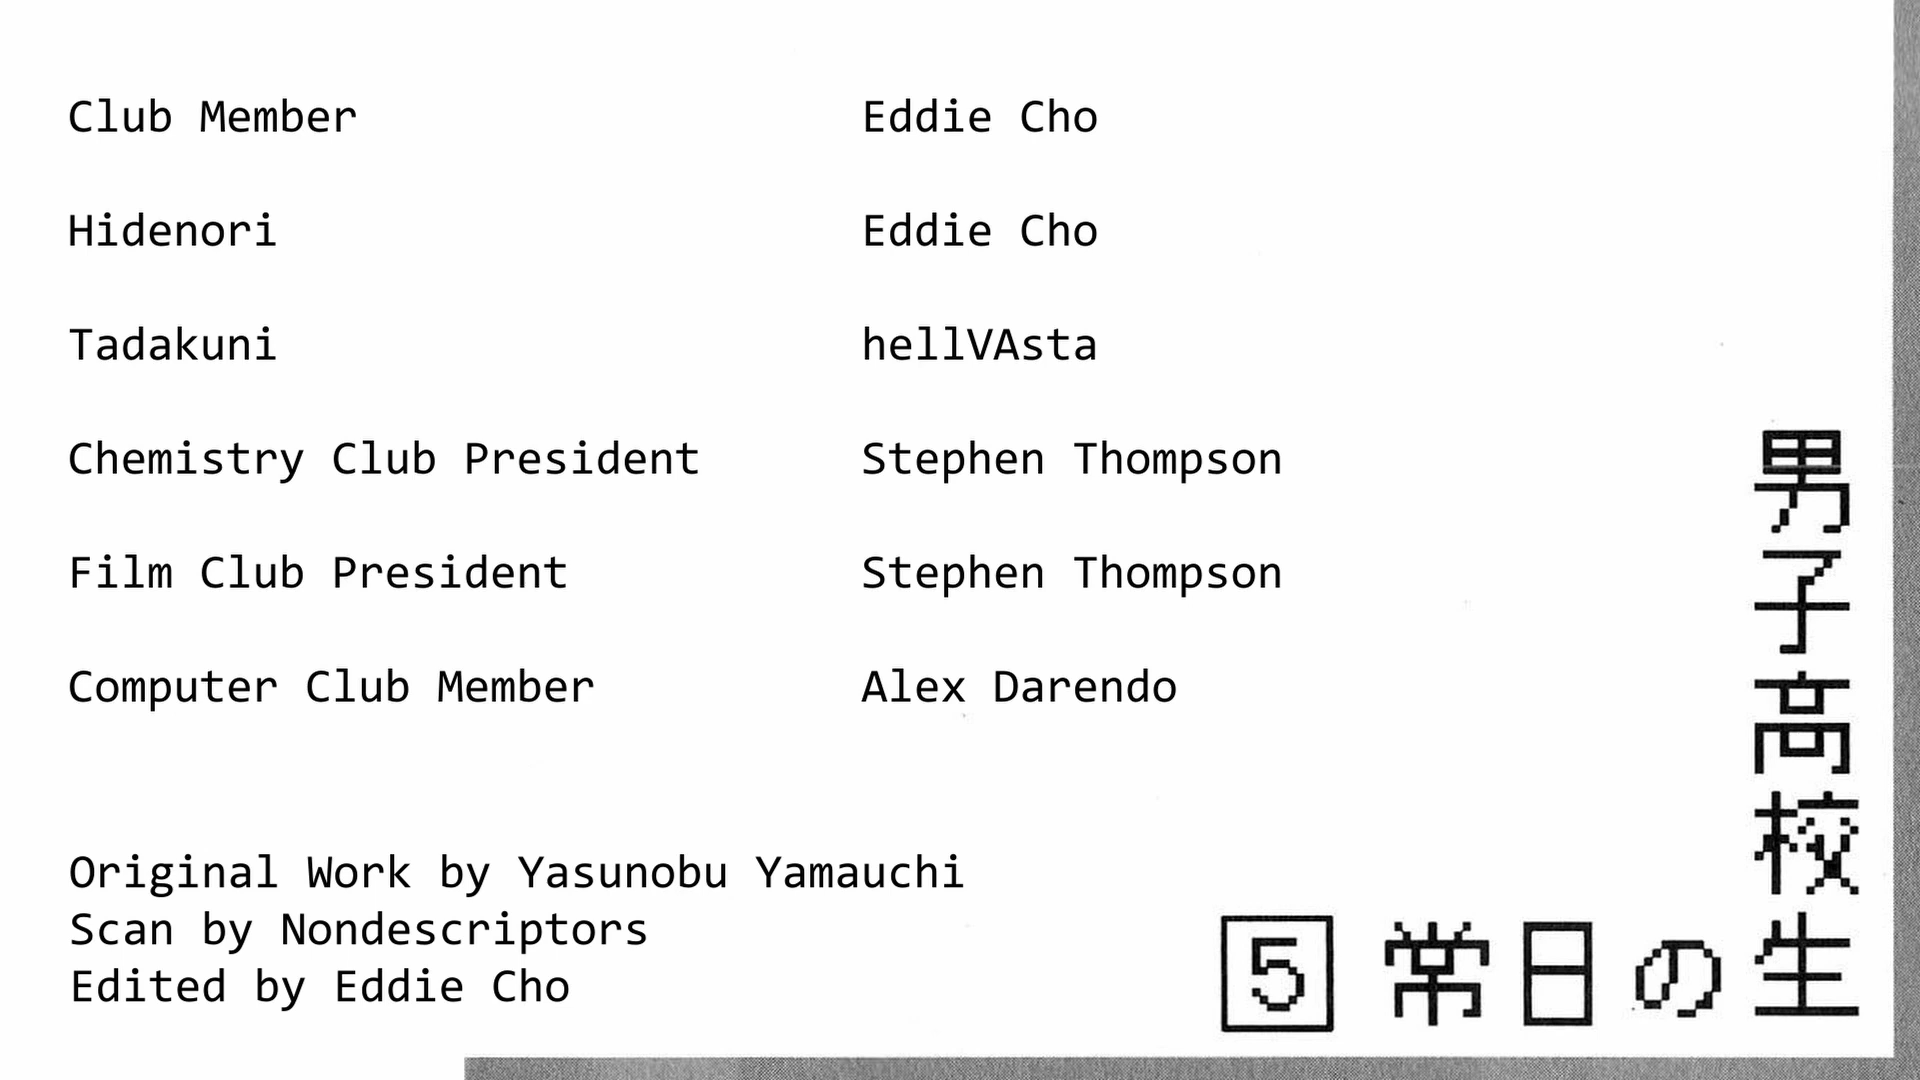 Club Member Eddie Cho
Hidenori Eddie Cho
Tadakuni hellVAsta
Chemistry Club President Stephen Thompson
Film Club President Stephen Thompson
Computer Club Member Alex Darendo
Original Work by Yasunobu Yamauchi
Scan by Nondescriptors
Edited by Eddie Cho
男子高校生の日常 5